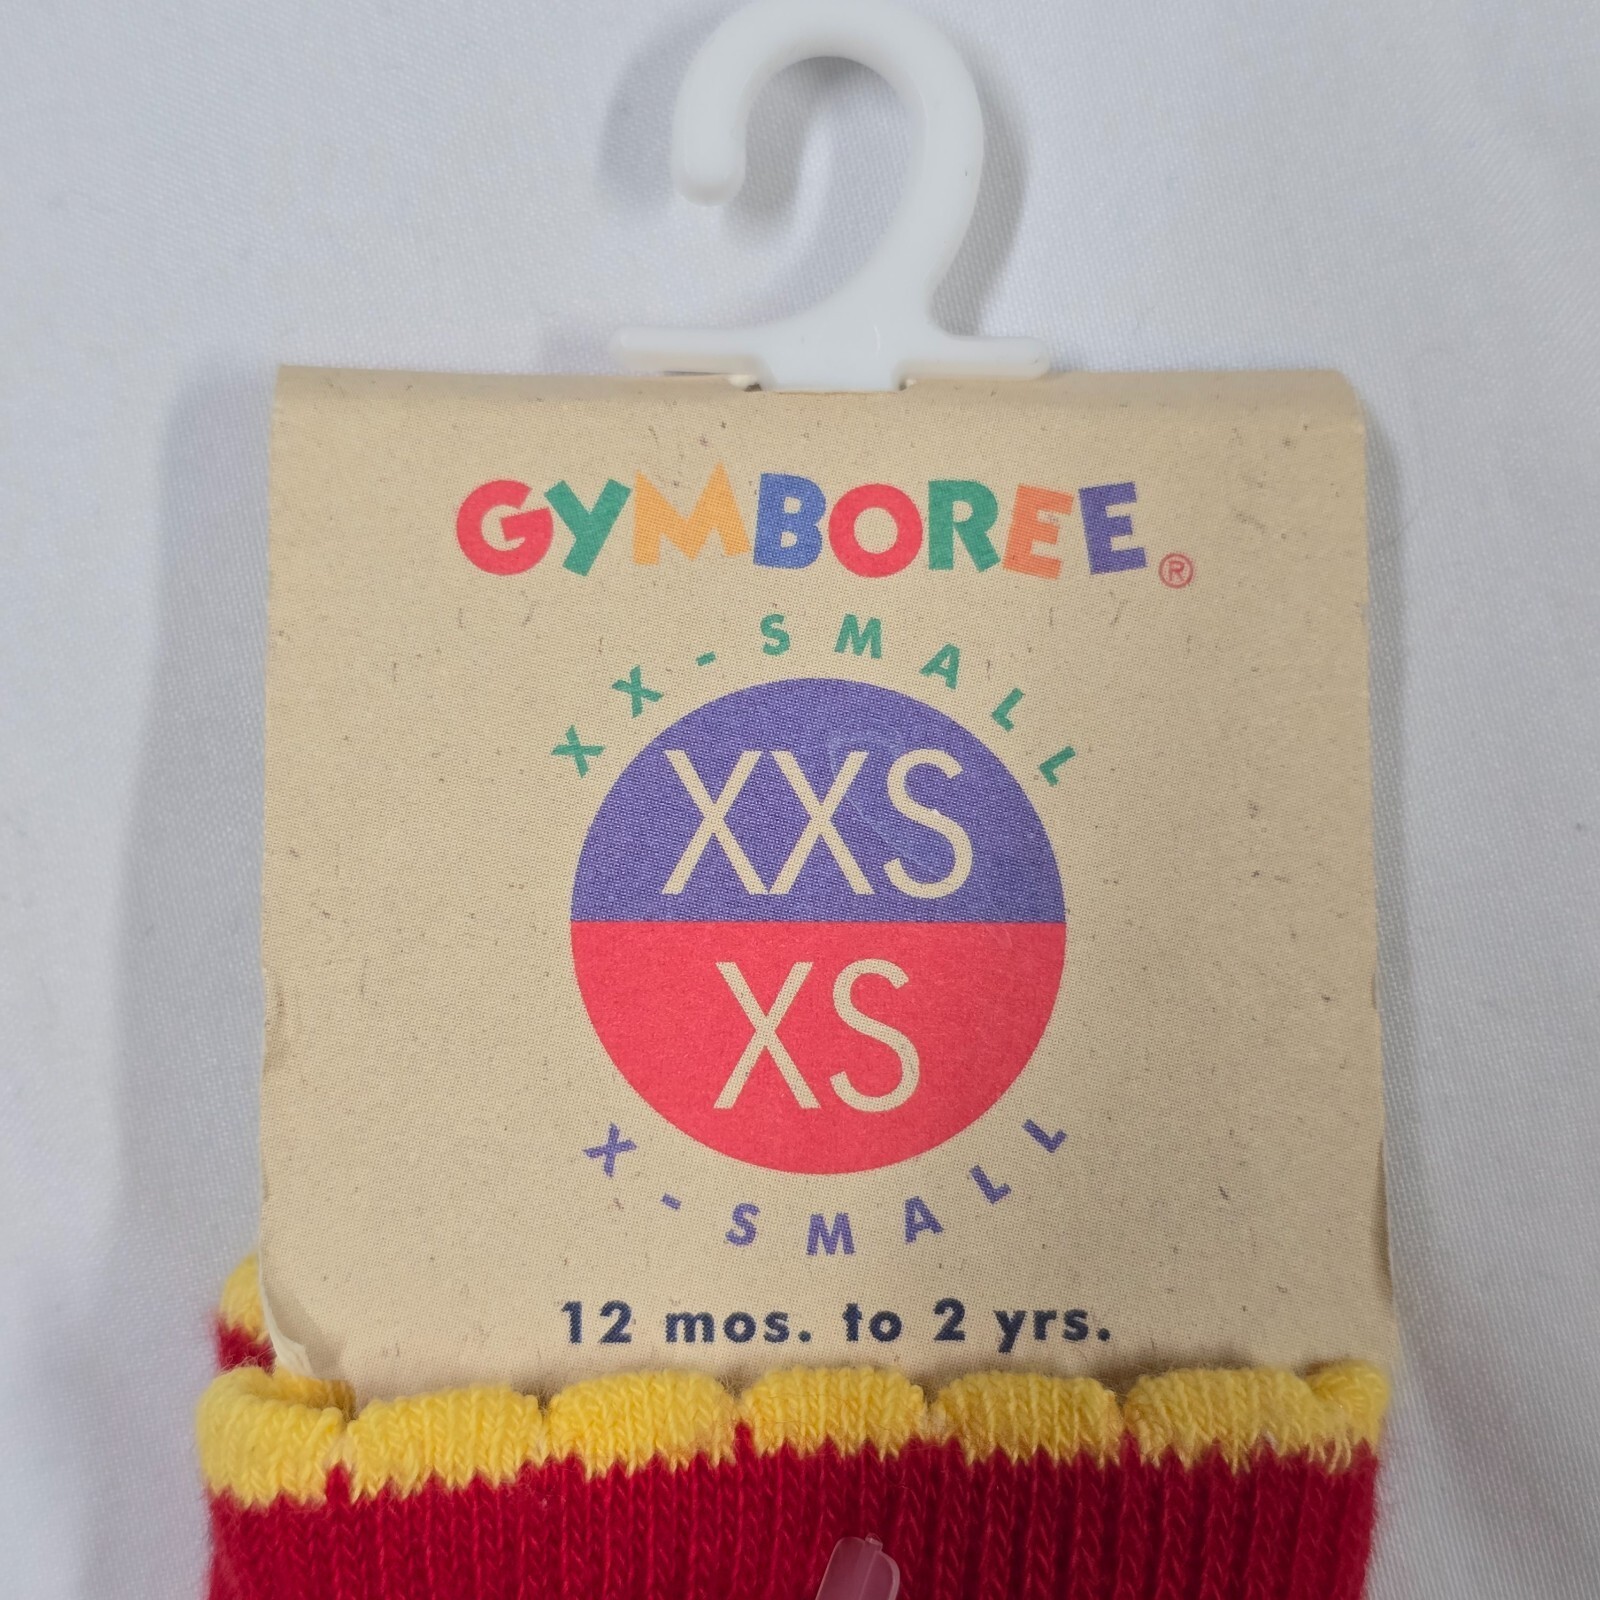 GYMBOREE®
XX-SMALL
XXS
XS
X-SMALL
12 mos. to 2 yrs.